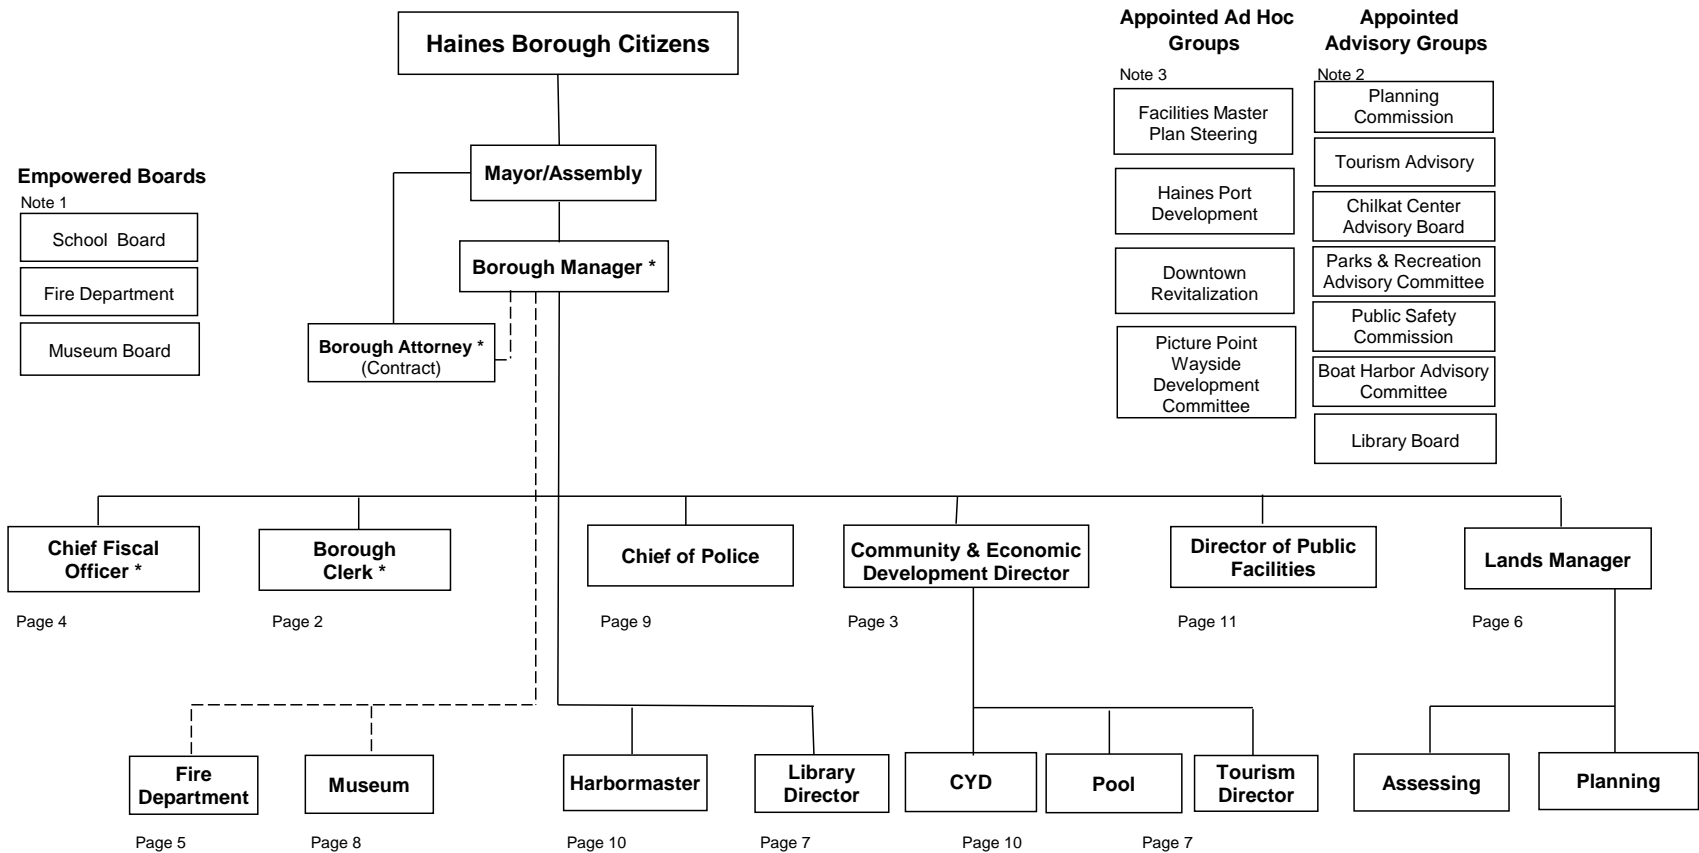 Haines Borough Citizens
Mayor/Assembly
Borough Manager *
Borough Attorney *
(Contract)
Empowered Boards
Note 1
School  Board
Fire Department
Museum Board
Appointed Ad Hoc
Groups
Note 3
Facilities Master
Plan Steering
Haines Port
Development
Downtown
Revitalization
Picture Point
Wayside
Development
Committee
Appointed
Advisory Groups
Note 2
Planning
Commission
Tourism Advisory
Chilkat Center
Advisory Board
Parks & Recreation
Advisory Committee
Public Safety
Commission
Boat Harbor Advisory
Committee
Library Board
Chief Fiscal
Officer *
Page 4
Borough
Clerk *
Page 2
Chief of Police
Page 9
Community & Economic
Development Director
Page 3
Director of Public
Facilities
Page 11
Lands Manager
Page 6
Fire
Department
Page 5
Museum
Page 8
Harbormaster
Page 10
Library
Director
Page 7
CYD
Page 10
Pool
Tourism
Director
Page 7
Assessing
Planning